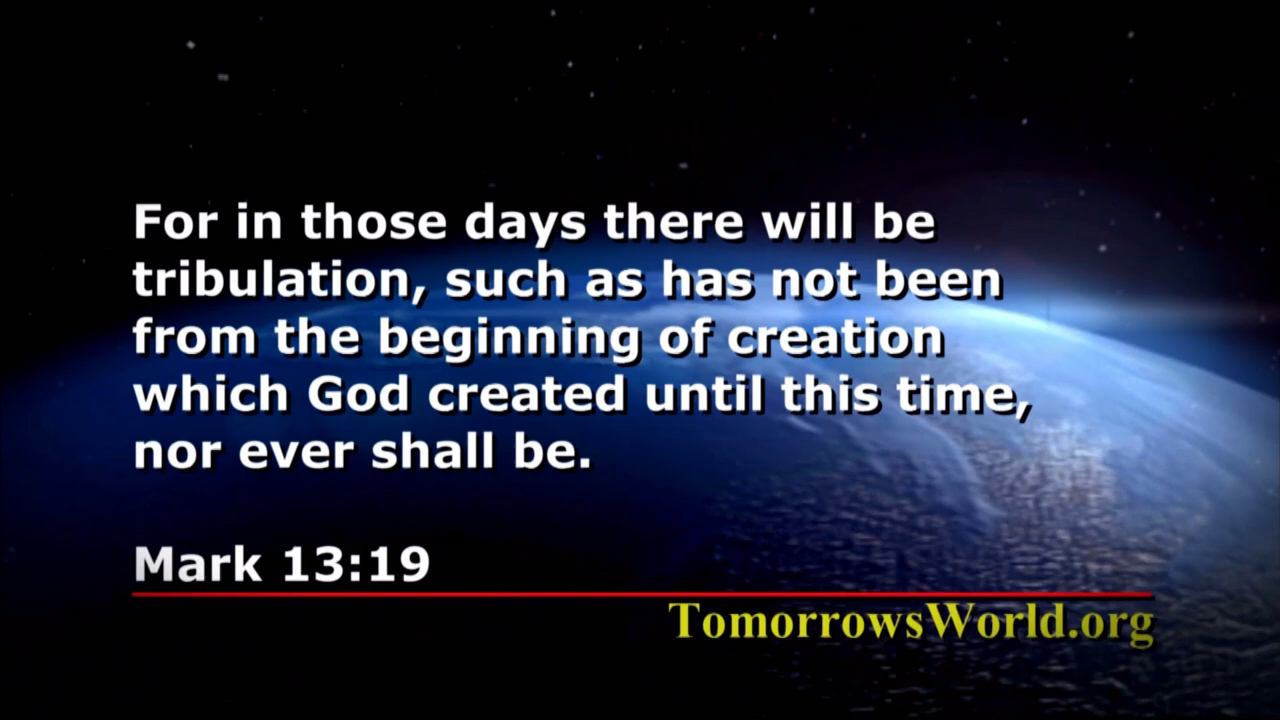 For in those days there will be
tribulation, such as has not been
from the beginning of creation
which God created until this time,
nor ever shall be.
Mark 13:19
TomorrowsWorld.org